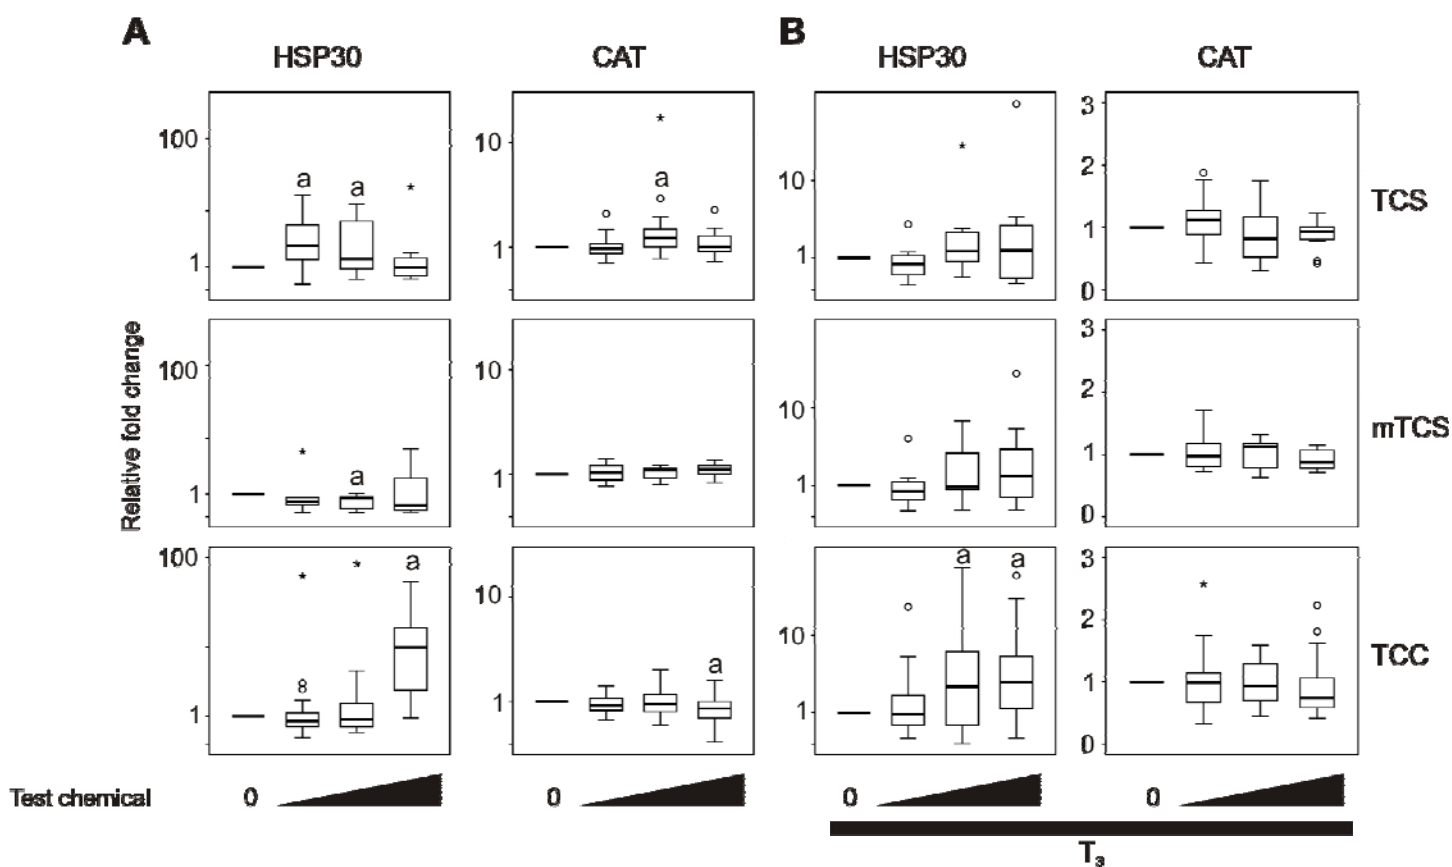 A B
HSP30 CAT HSP30 CAT
100 1 a a *
10 1 * a
10 1 *
3 2 1 0
TCS
Relative fold change
100 1 * a
10 1
10 1
3 2 1 0
mTCS
100 1 * * a
10 1 a
10 1 a a
3 2 1 0 *
TCC
Test chemical 0 0 0 0
T₃